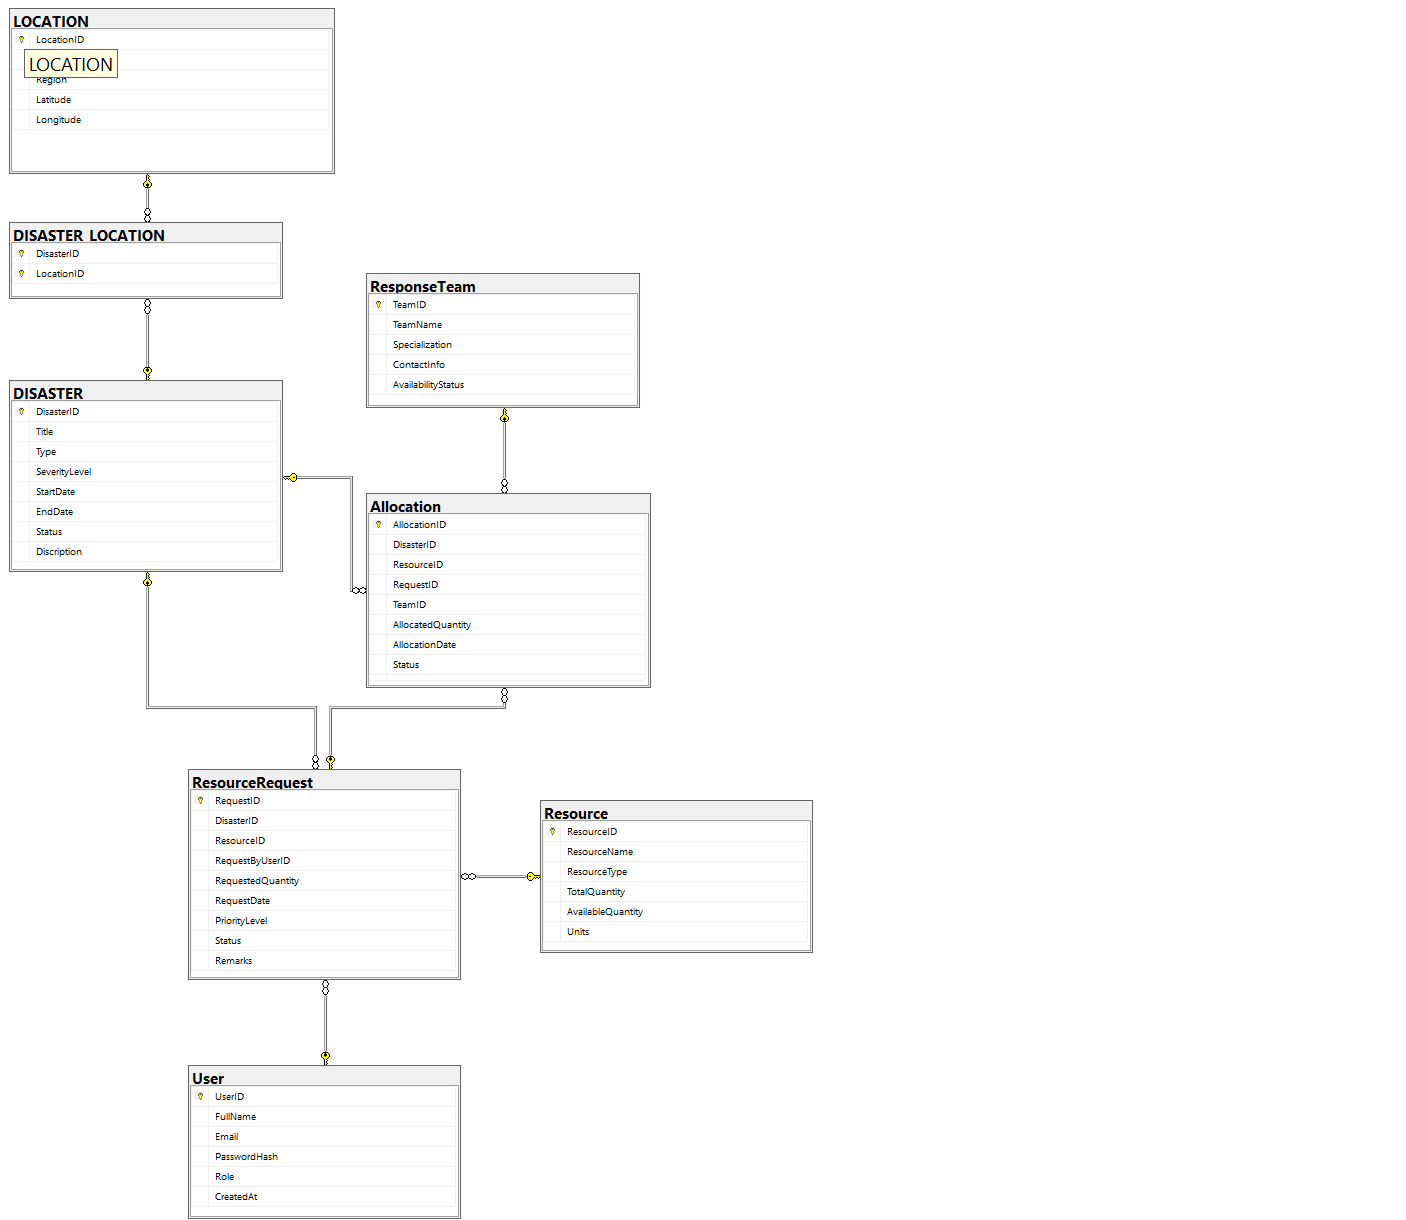 LOCATION
LocationID
LOCATION
Region
Latitude
Longitude
DISASTER_LOCATION
DisasterID
LocationID
DISASTER
DisasterID
Title
Type
SeverityLevel
StartDate
EndDate
Status
Discription
ResponseTeam
TeamID
TeamName
Specialization
ContactInfo
AvailabilityStatus
Allocation
AllocationID
DisasterID
ResourceID
RequestID
TeamID
AllocatedQuantity
AllocationDate
Status
ResourceRequest
RequestID
DisasterID
ResourceID
RequestByUserID
RequestedQuantity
RequestDate
PriorityLevel
Status
Remarks
Resource
ResourceID
ResourceName
ResourceType
TotalQuantity
AvailableQuantity
Units
User
UserID
FullName
Email
PasswordHash
Role
CreatedAt